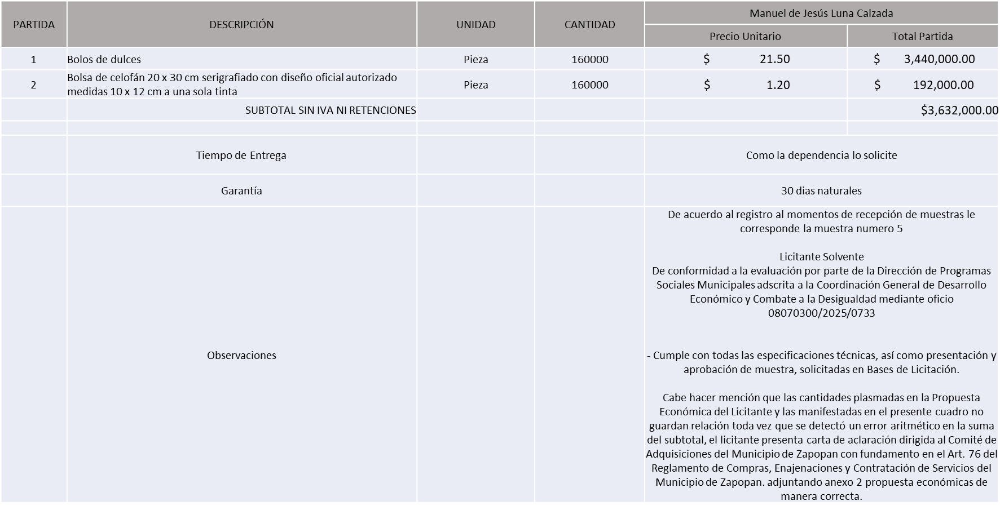 PARTIDA DESCRIPCIÓN UNIDAD CANTIDAD Manuel de Jesús Luna Calzada
Precio Unitario Total Partida
1 Bolos de dulces Pieza 160000 $ 21.50 $ 3,440,000.00
2 Bolsa de celofán 20 x 30 cm serigrafiado con diseño oficial autorizado
medidas 10 x 12 cm a una sola tinta Pieza 160000 $ 1.20 $ 192,000.00
SUBTOTAL SIN IVA NI RETENCIONES $3,632,000.00
Tiempo de Entrega Como la dependencia lo solicite
Garantía 30 dias naturales
Observaciones
De acuerdo al registro al momentos de recepción de muestras le
corresponde la muestra numero 5
Licitante Solvente
De conformidad a la evaluación por parte de la Dirección de Programas
Sociales Municipales adscrita a la Coordinación General de Desarrollo
Económico y Combate a la Desigualdad mediante oficio
08070300/2025/0733
- Cumple con todas las especificaciones técnicas, así como presentación y
aprobación de muestra, solicitadas en Bases de Licitación.
Cabe hacer mención que las cantidades plasmadas en la Propuesta
Económica del Licitante y las manifestadas en el presente cuadro no
guardan relación toda vez que se detectó un error aritmético en la suma
del subtotal, el licitante presenta carta de aclaración dirigida al Comité de
Adquisiciones del Municipio de Zapopan con fundamento en el Art. 76 del
Reglamento de Compras, Enajenaciones y Contratación de Servicios del
Municipio de Zapopan. adjuntando anexo 2 propuesta económicas de
manera correcta.